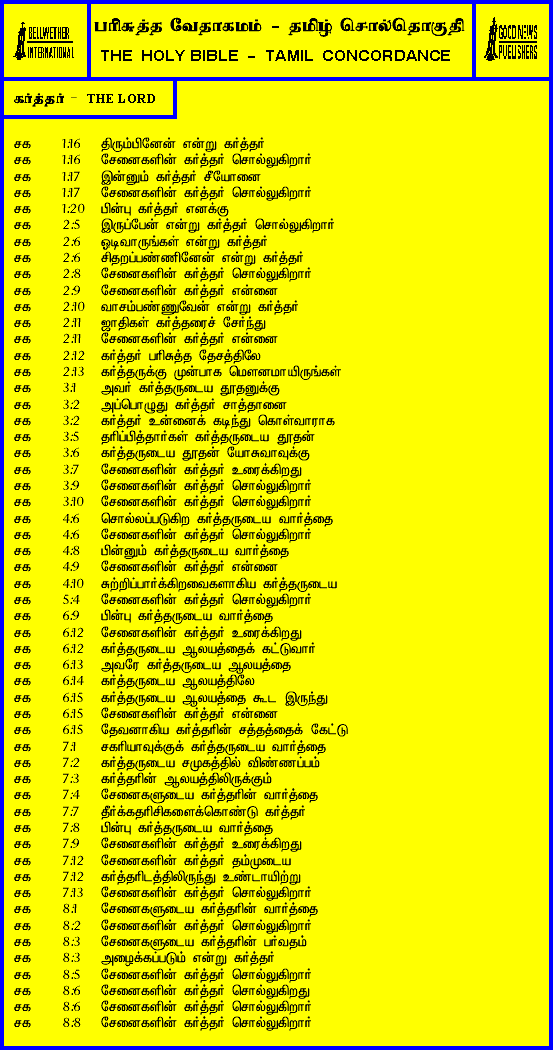 BELLWETHER
INTERNATIONAL
பரிசுத்த வேதாகமம் - தமிழ் சொல்தொகுதி
THE HOLY BIBLE - TAMIL CONCORDANCE
GOOD NEWS
PUBLISHERS
கர்த்தர் - THE LORD
சக 1:16 திரும்பினேன் என்று கர்த்தர்
சக 1:16 சேனைகளின் கர்த்தர் சொல்லுகிறார்
சக 1:17 இன்னும் கர்த்தர் சீயோனை
சக 1:17 சேனைகளின் கர்த்தர் சொல்லுகிறார்
சக 1:20 பின்பு கர்த்தர் எனக்கு
சக 2:5 இருப்பேன் என்று கர்த்தர் சொல்லுகிறார்
சக 2:6 ஓடிவாருங்கள் என்று கர்த்தர்
சக 2:6 சிதறப்பண்ணினேன் என்று கர்த்தர்
சக 2:8 சேனைகளின் கர்த்தர் சொல்லுகிறார்
சக 2:9 சேனைகளின் கர்த்தர் என்னை
சக 2:10 வாசம்பண்ணுவேன் என்று கர்த்தர்
சக 2:11 ஜாதிகள் கர்த்தரைச் சேர்ந்து
சக 2:11 சேனைகளின் கர்த்தர் என்னை
சக 2:12 கர்த்தர் பரிசுத்த தேசத்திலே
சக 2:13 கர்த்தருக்கு முன்பாக மௌனமாயிருங்கள்
சக 3:1 அவர் கர்த்தருடைய தூதனுக்கு
சக 3:2 அப்பொழுது கர்த்தர் சாத்தானை
சக 3:2 கர்த்தர் உன்னைக் கடிந்து கொள்வாராக
சக 3:5 தரிப்பித்தார்கள் கர்த்தருடைய தூதன்
சக 3:6 கர்த்தருடைய தூதன் யோசுவாவுக்கு
சக 3:7 சேனைகளின் கர்த்தர் உரைக்கிறது
சக 3:9 சேனைகளின் கர்த்தர் சொல்லுகிறார்
சக 3:10 சேனைகளின் கர்த்தர் சொல்லுகிறார்
சக 4:6 சொல்லப்படுகிற கர்த்தருடைய வார்த்தை
சக 4:6 சேனைகளின் கர்த்தர் சொல்லுகிறார்
சக 4:8 பின்னும் கர்த்தருடைய வார்த்தை
சக 4:9 சேனைகளின் கர்த்தர் என்னை
சக 4:10 சுற்றிப்பார்க்கிறவைகளாகிய கர்த்தருடைய
சக 5:4 சேனைகளின் கர்த்தர் சொல்லுகிறார்
சக 6:9 பின்பு கர்த்தருடைய வார்த்தை
சக 6:12 சேனைகளின் கர்த்தர் உரைக்கிறது
சக 6:12 கர்த்தருடைய ஆலயத்தைக் கட்டுவார்
சக 6:13 அவரே கர்த்தருடைய ஆலயத்தை
சக 6:14 கர்த்தருடைய ஆலயத்திலே
சக 6:15 கர்த்தருடைய ஆலயத்தை கூட இருந்து
சக 6:15 சேனைகளின் கர்த்தர் என்னை
சக 6:15 தேவனாகிய கர்த்தரின் சத்தத்தைக் கேட்டு
சக 7:1 சகரியாவுக்குக் கர்த்தருடைய வார்த்தை
சக 7:2 கர்த்தருடைய சமுகத்தில் விண்ணப்பம்
சக 7:3 கர்த்தரின் ஆலயத்திலிருக்கும்
சக 7:4 சேனைகளுடைய கர்த்தரின் வார்த்தை
சக 7:7 தீர்க்கதரிசிகளைக்கொண்டு கர்த்தர்
சக 7:8 பின்பு கர்த்தருடைய வார்த்தை
சக 7:9 சேனைகளின் கர்த்தர் உரைக்கிறது
சக 7:12 சேனைகளின் கர்த்தர் தம்முடைய
சக 7:12 கர்த்தரிடத்திலிருந்து உண்டாயிற்று
சக 7:13 சேனைகளின் கர்த்தர் சொல்லுகிறார்
சக 8:1 சேனைகளுடைய கர்த்தரின் வார்த்தை
சக 8:2 சேனைகளின் கர்த்தர் சொல்லுகிறார்
சக 8:3 சேனைகளுடைய கர்த்தரின் பர்வதம்
சக 8:3 அழைக்கப்படும் என்று கர்த்தர்
சக 8:5 சேனைகளின் கர்த்தர் சொல்லுகிறார்
சக 8:6 சேனைகளின் கர்த்தர் சொல்லுகிறது
சக 8:6 சேனைகளின் கர்த்தர் சொல்லுகிறார்
சக 8:8 சேனைகளின் கர்த்தர் சொல்லுகிறார்